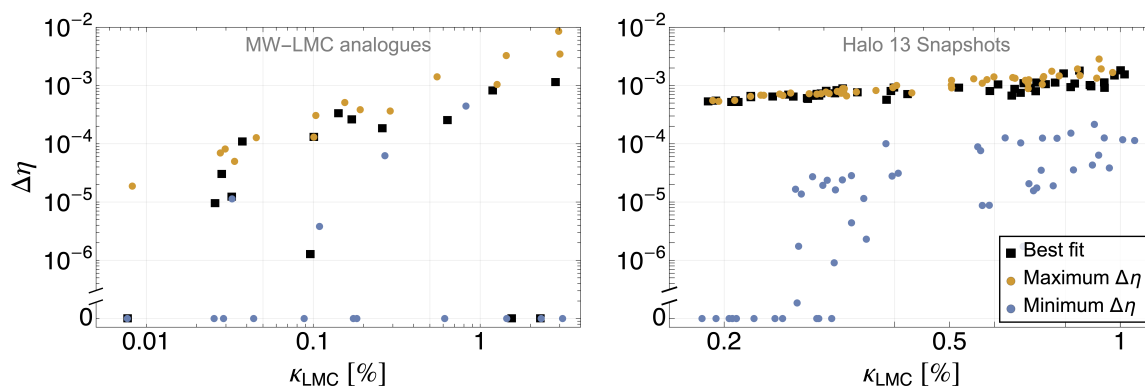 MW–LMC analogues
Δη
10⁻²
10⁻³
10⁻⁴
10⁻⁵
10⁻⁶
0
0.01
0.1
1
κLMC [%]
Halo 13 Snapshots
10⁻²
10⁻³
10⁻⁴
10⁻⁵
10⁻⁶
0
0.2
0.5
1
κLMC [%]
Best fit
Maximum Δη
Minimum Δη